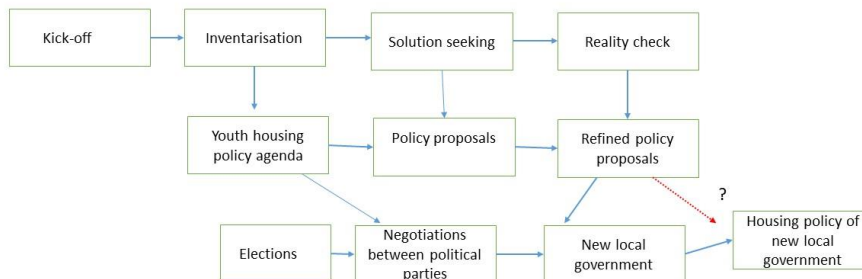 Kick-off
Inventarisation
Solution seeking
Reality check
Youth housing
policy agenda
Policy proposals
Refined policy
proposals
?
Elections
Negotiations
between political
parties
New local
government
Housing policy of
new local
government